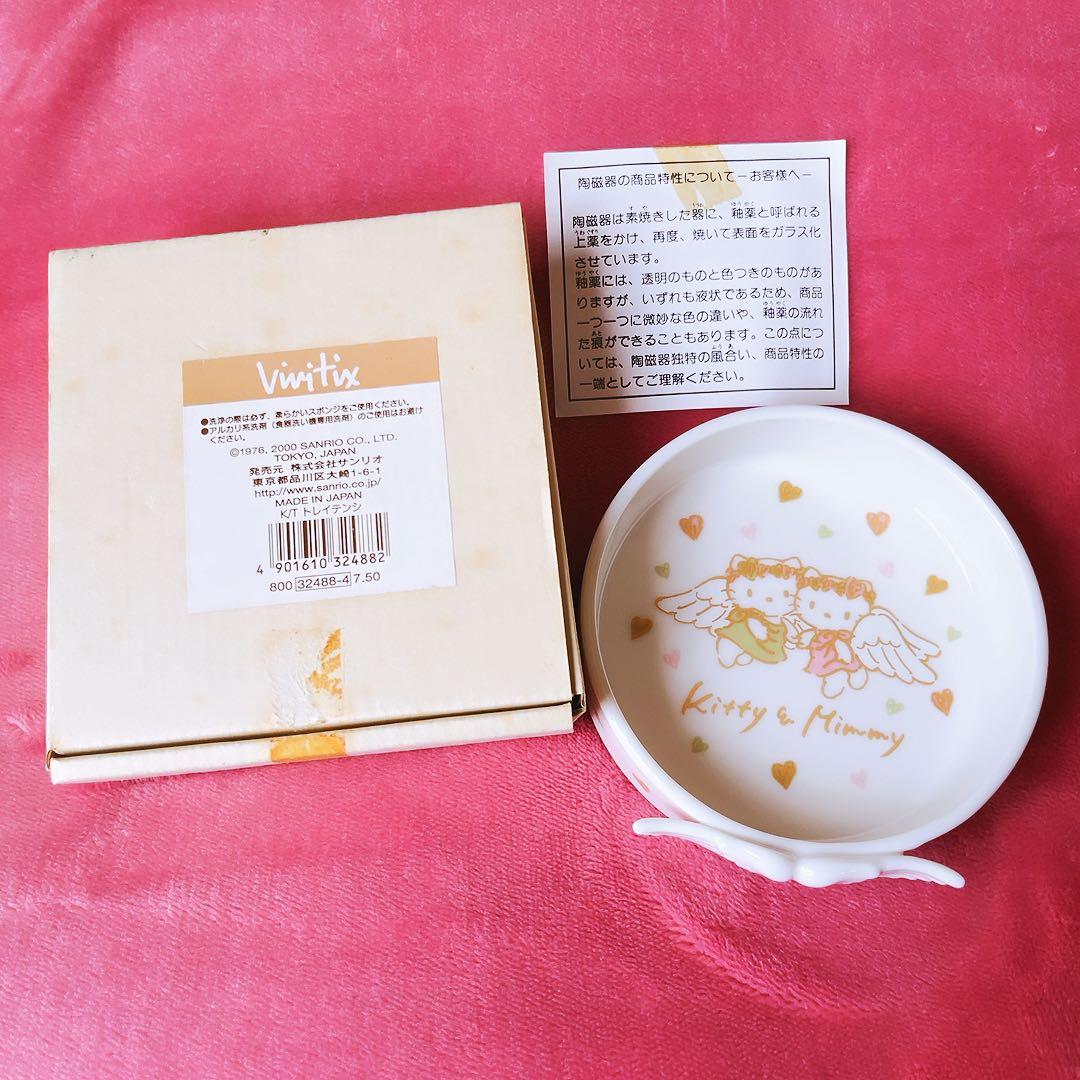 Vivitix
●洗浄の際は必ず、柔らかいスポンジをご使用ください。
●アルカリ系洗剤（食器洗い機専用洗剤）のご使用はお避け
ください。
©1976, 2000 SANRIO CO., LTD.
TOKYO, JAPAN
発売元 株式会社サンリオ
東京都品川区大崎1-6-1
http://www.sanrio.co.jp/
MADE IN JAPAN
K/T トレイテンシ
4 901610 324882
800 32488-4 7.50
陶磁器の商品特性について－お客様へ－
陶磁器は素焼きした器に、釉薬と呼ばれる
上薬をかけ、再度、焼いて表面をガラス化
させています。
釉薬には、透明のものと色つきのものがあ
りますが、いずれも液状であるため、商品
一つ一つに微妙な色の違いや、釉薬の流れ
た痕ができることもあります。この点につ
いては、陶磁器独特の風合い、商品特性の
一端としてご理解ください。
Kitty & Mimmy